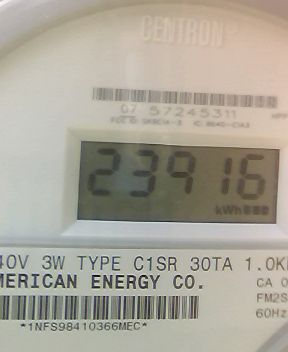 CENTRON
07 57245311
23916
kWh
40V 3W TYPE C1SR 30TA 1.0K
MERICAN ENERGY CO.
CA 0
FM2S
60Hz
*1NFS98410366MEC*